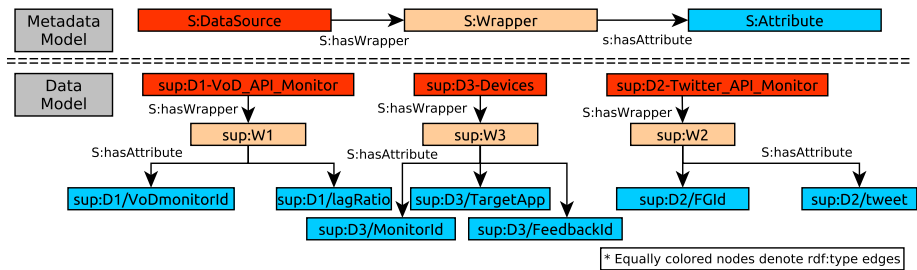 Metadata
Model
S:DataSource
S:hasWrapper
S:Wrapper
s:hasAttribute
S:Attribute
Data
Model
sup:D1-VoD_API_Monitor
sup:D3-Devices
sup:D2-Twitter_API_Monitor
S:hasWrapper
S:hasWrapper
S:hasWrapper
sup:W1
sup:W3
sup:W2
S:hasAttribute
S:hasAttribute
S:hasAttribute
sup:D1/VoDmonitorId
sup:D1/lagRatio
sup:D3/TargetApp
sup:D2/FGId
sup:D2/tweet
sup:D3/MonitorId
sup:D3/FeedbackId
* Equally colored nodes denote rdf:type edges